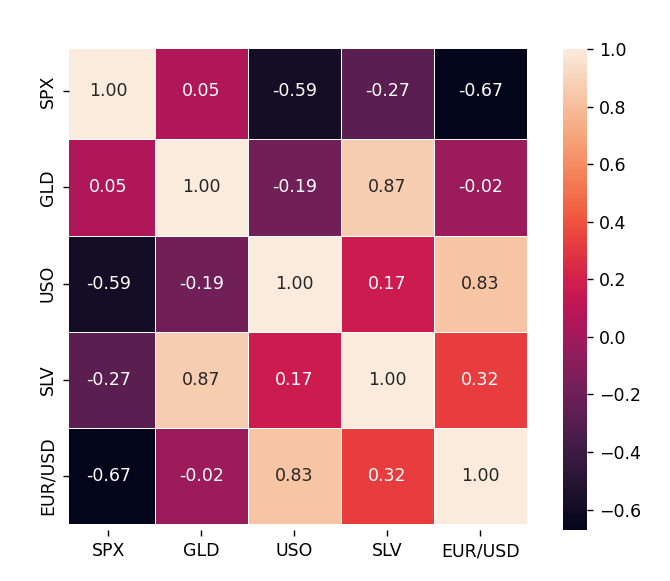 SPX 1.00 0.05 -0.59 -0.27 -0.67
GLD 0.05 1.00 -0.19 0.87 -0.02
USO -0.59 -0.19 1.00 0.17 0.83
SLV -0.27 0.87 0.17 1.00 0.32
EUR/USD -0.67 -0.02 0.83 0.32 1.00
SPX GLD USO SLV EUR/USD
1.0
0.8
0.6
0.4
0.2
0.0
−0.2
−0.4
−0.6